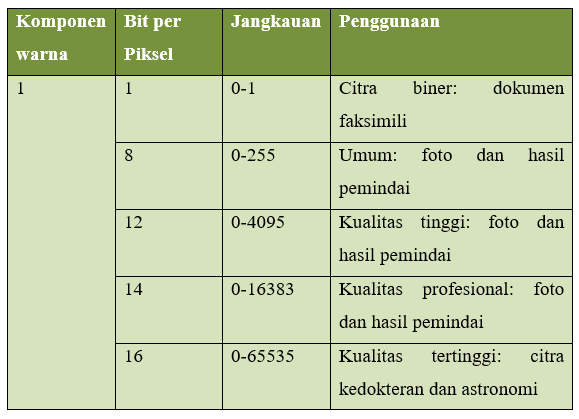 Komponen warna | Bit per Piksel | Jangkauan | Penggunaan
1 | 1 | 0-1 | Citra biner: dokumen faksimili
8 | 0-255 | Umum: foto dan hasil pemindai
12 | 0-4095 | Kualitas tinggi: foto dan hasil pemindai
14 | 0-16383 | Kualitas profesional: foto dan hasil pemindai
16 | 0-65535 | Kualitas tertinggi: citra kedokteran dan astronomi